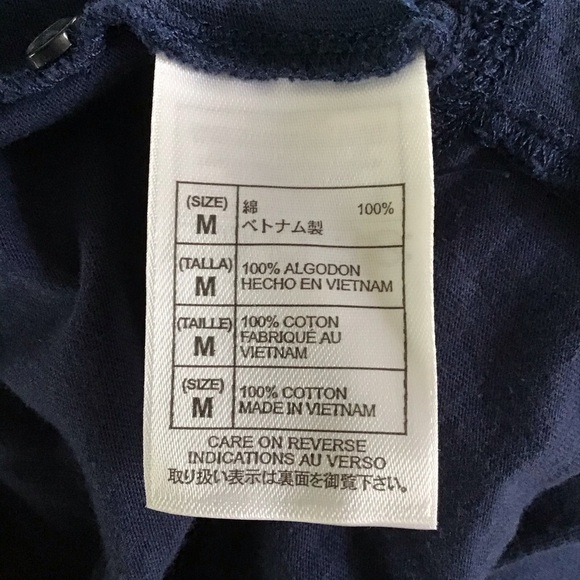 (SIZE)
M
綿 100%
ベトナム製
(TALLA)
M
100% ALGODON
HECHO EN VIETNAM
(TAILLE)
M
100% COTON
FABRIQUÉ AU
VIETNAM
(SIZE)
M
100% COTTON
MADE IN VIETNAM
CARE ON REVERSE
INDICATIONS AU VERSO
取り扱い表示は裏面を御覧下さい。